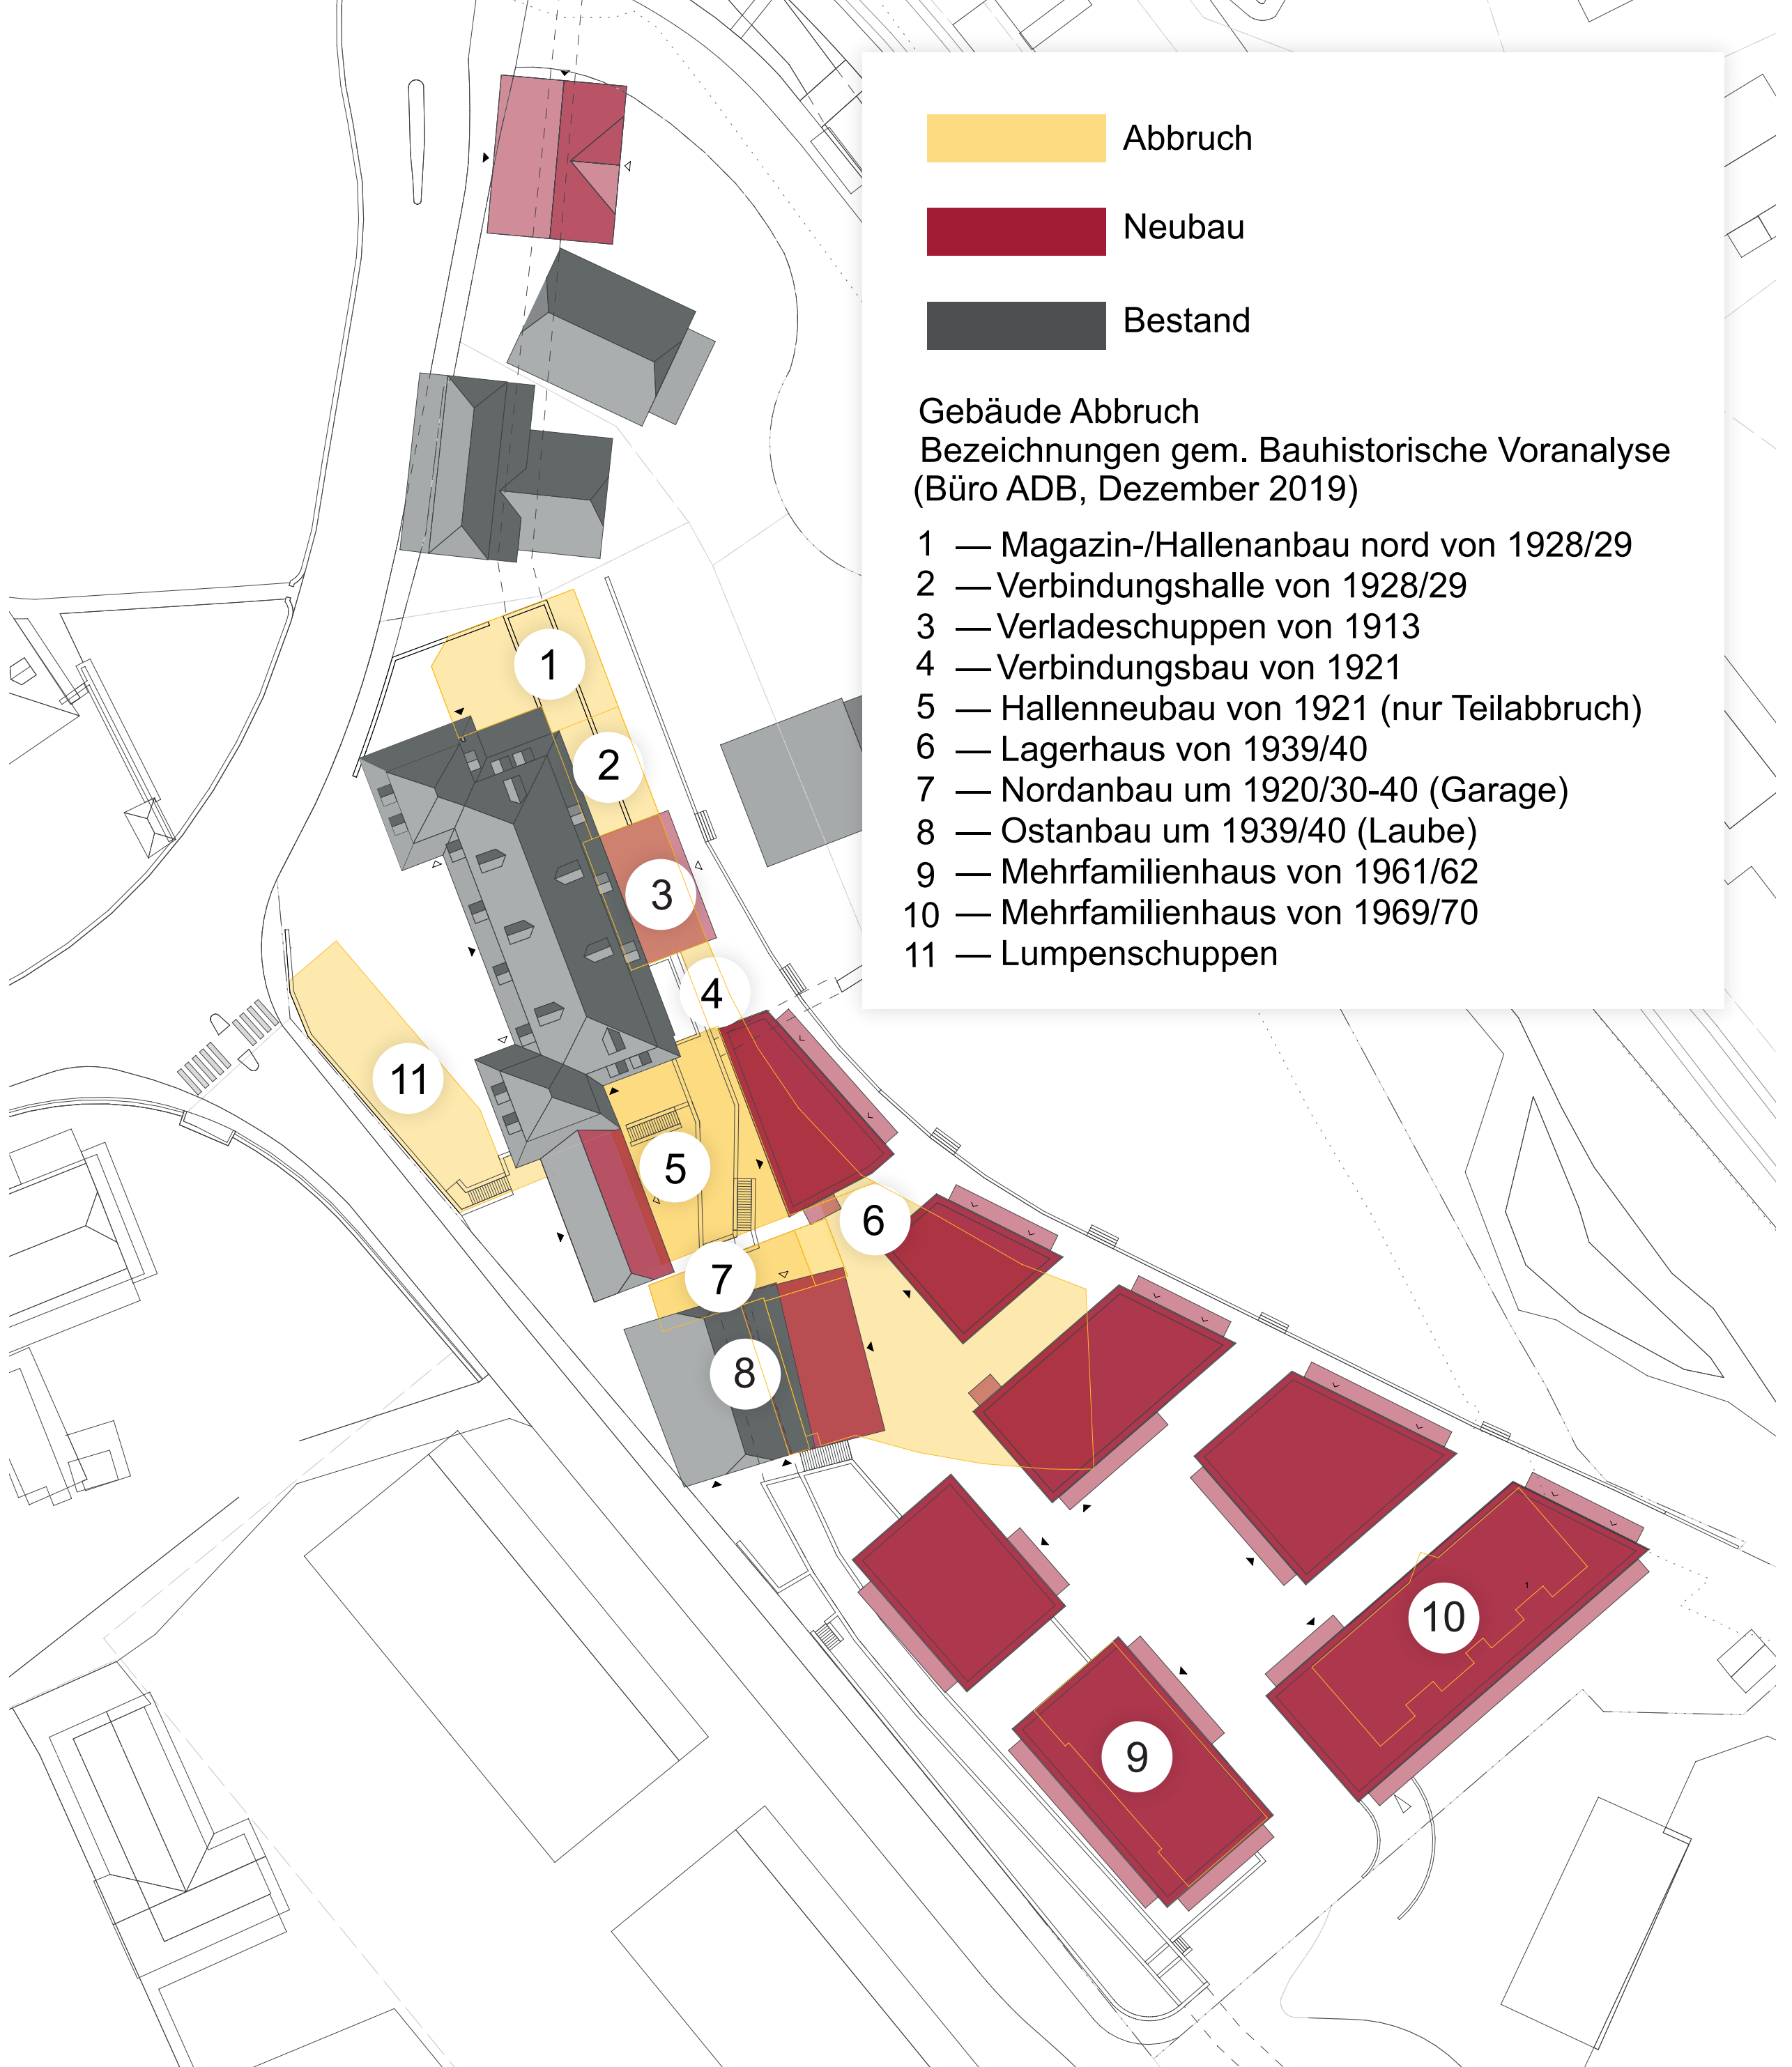 Abbruch
Neubau
Bestand
Gebäude Abbruch
Bezeichnungen gem. Bauhistorische Voranalyse
(Büro ADB, Dezember 2019)
1 — Magazin-/Hallenanbau nord von 1928/29
2 — Verbindungshalle von 1928/29
3 — Verladeschuppen von 1913
4 — Verbindungsbau von 1921
5 — Hallenneubau von 1921 (nur Teilabbruch)
6 — Lagerhaus von 1939/40
7 — Nordanbau um 1920/30-40 (Garage)
8 — Ostanbau um 1939/40 (Laube)
9 — Mehrfamilienhaus von 1961/62
10 — Mehrfamilienhaus von 1969/70
11 — Lumpenschuppen
1
2
3
4
11
5
6
7
8
10
1
9